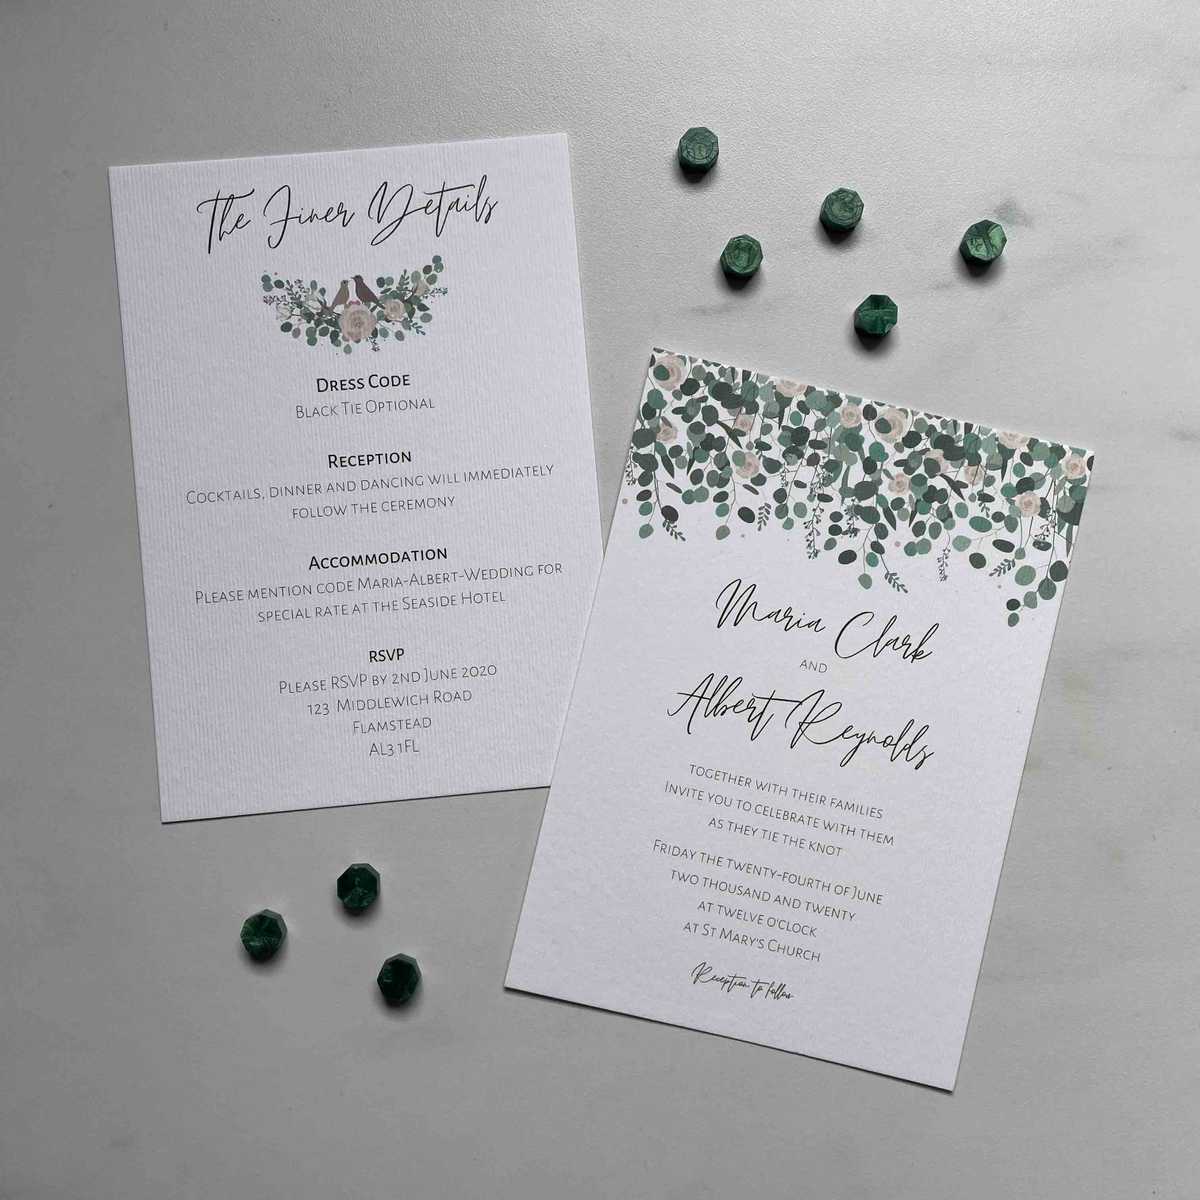 The Finer Details
Dress Code
Black Tie Optional
Reception
Cocktails, dinner and dancing will immediately
follow the ceremony
Accommodation
Please mention code Maria-Albert-Wedding for
special rate at the Seaside Hotel
RSVP
Please RSVP by 2nd June 2020
123 Middlewich Road
Flamstead
AL3 1FL
Maria Clark
and
Albert Reynolds
together with their families
Invite you to celebrate with them
as they tie the knot
Friday the twenty-fourth of June
two thousand and twenty
at twelve o'clock
at St Mary's Church
Reception to follow